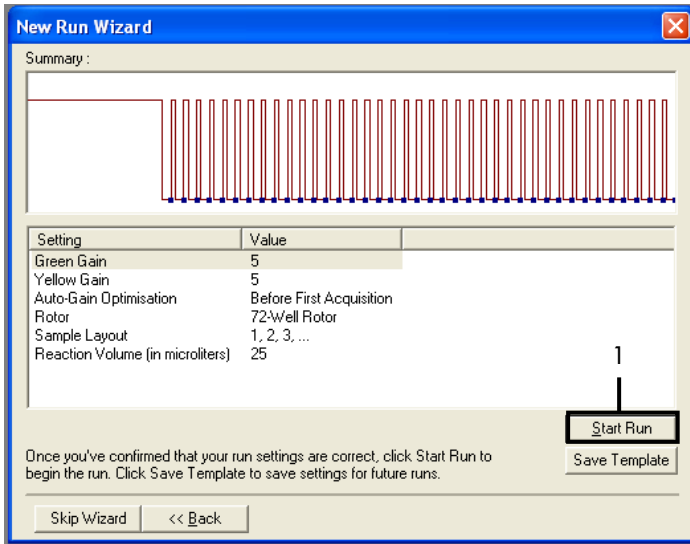 New Run Wizard
Summary :
Setting Value
Green Gain 5
Yellow Gain 5
Auto-Gain Optimisation Before First Acquisition
Rotor 72-Well Rotor
Sample Layout 1, 2, 3, ...
Reaction Volume (in microliters) 25
1
Start Run
Once you've confirmed that your run settings are correct, click Start Run to
begin the run. Click Save Template to save settings for future runs.
Save Template
Skip Wizard << Back